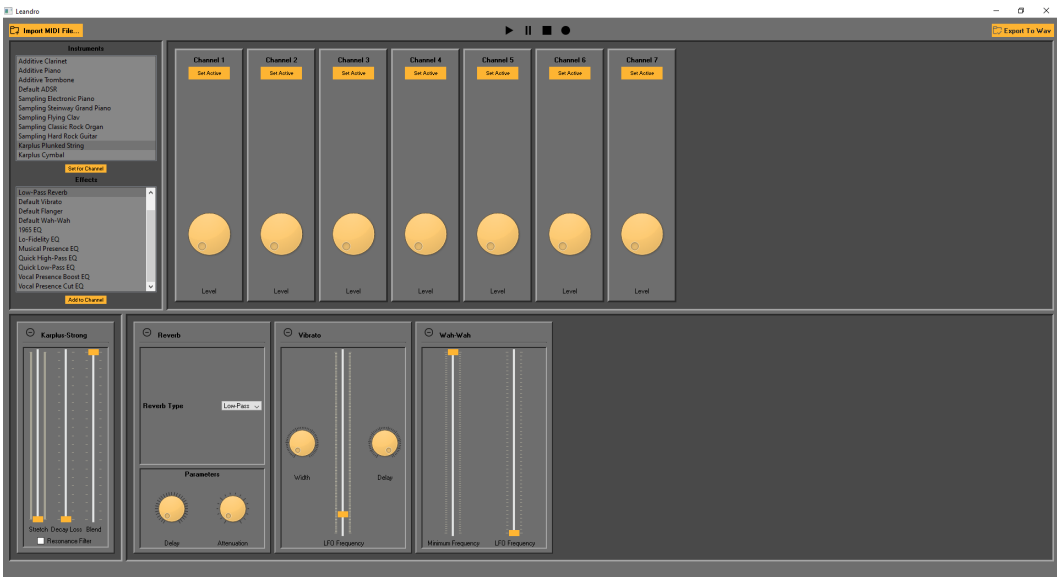 Leandro
Import MIDI File...
Export To Wav
Instruments
Additive Clarinet
Additive Piano
Additive Trombone
Default ADSR
Sampling Electronic Piano
Sampling Steinway Grand Piano
Sampling Flying Clav
Sampling Classic Rock Organ
Sampling Hard Rock Guitar
Karplus Plunked String
Karplus Cymbal
Set for Channel
Effects
Low-Pass Reverb
Default Vibrato
Default Flanger
Default Wah-Wah
1965 EQ
Lo-Fidelity EQ
Musical Presence EQ
Quick High-Pass EQ
Quick Low-Pass EQ
Vocal Presence Boost EQ
Vocal Presence Cut EQ
Add to Channel
Channel 1 Channel 2 Channel 3 Channel 4 Channel 5 Channel 6 Channel 7
Set Active Set Active Set Active Set Active Set Active Set Active Set Active
Level Level Level Level Level Level Level
Karplus-Strong
Stretch Decay Loss Blend
Resonance Filter
Reverb
Reverb Type Low-Pass
Parameters
Delay Attenuation
Vibrato
Width Delay
LFO Frequency
Wah-Wah
Minimum Frequency LFO Frequency